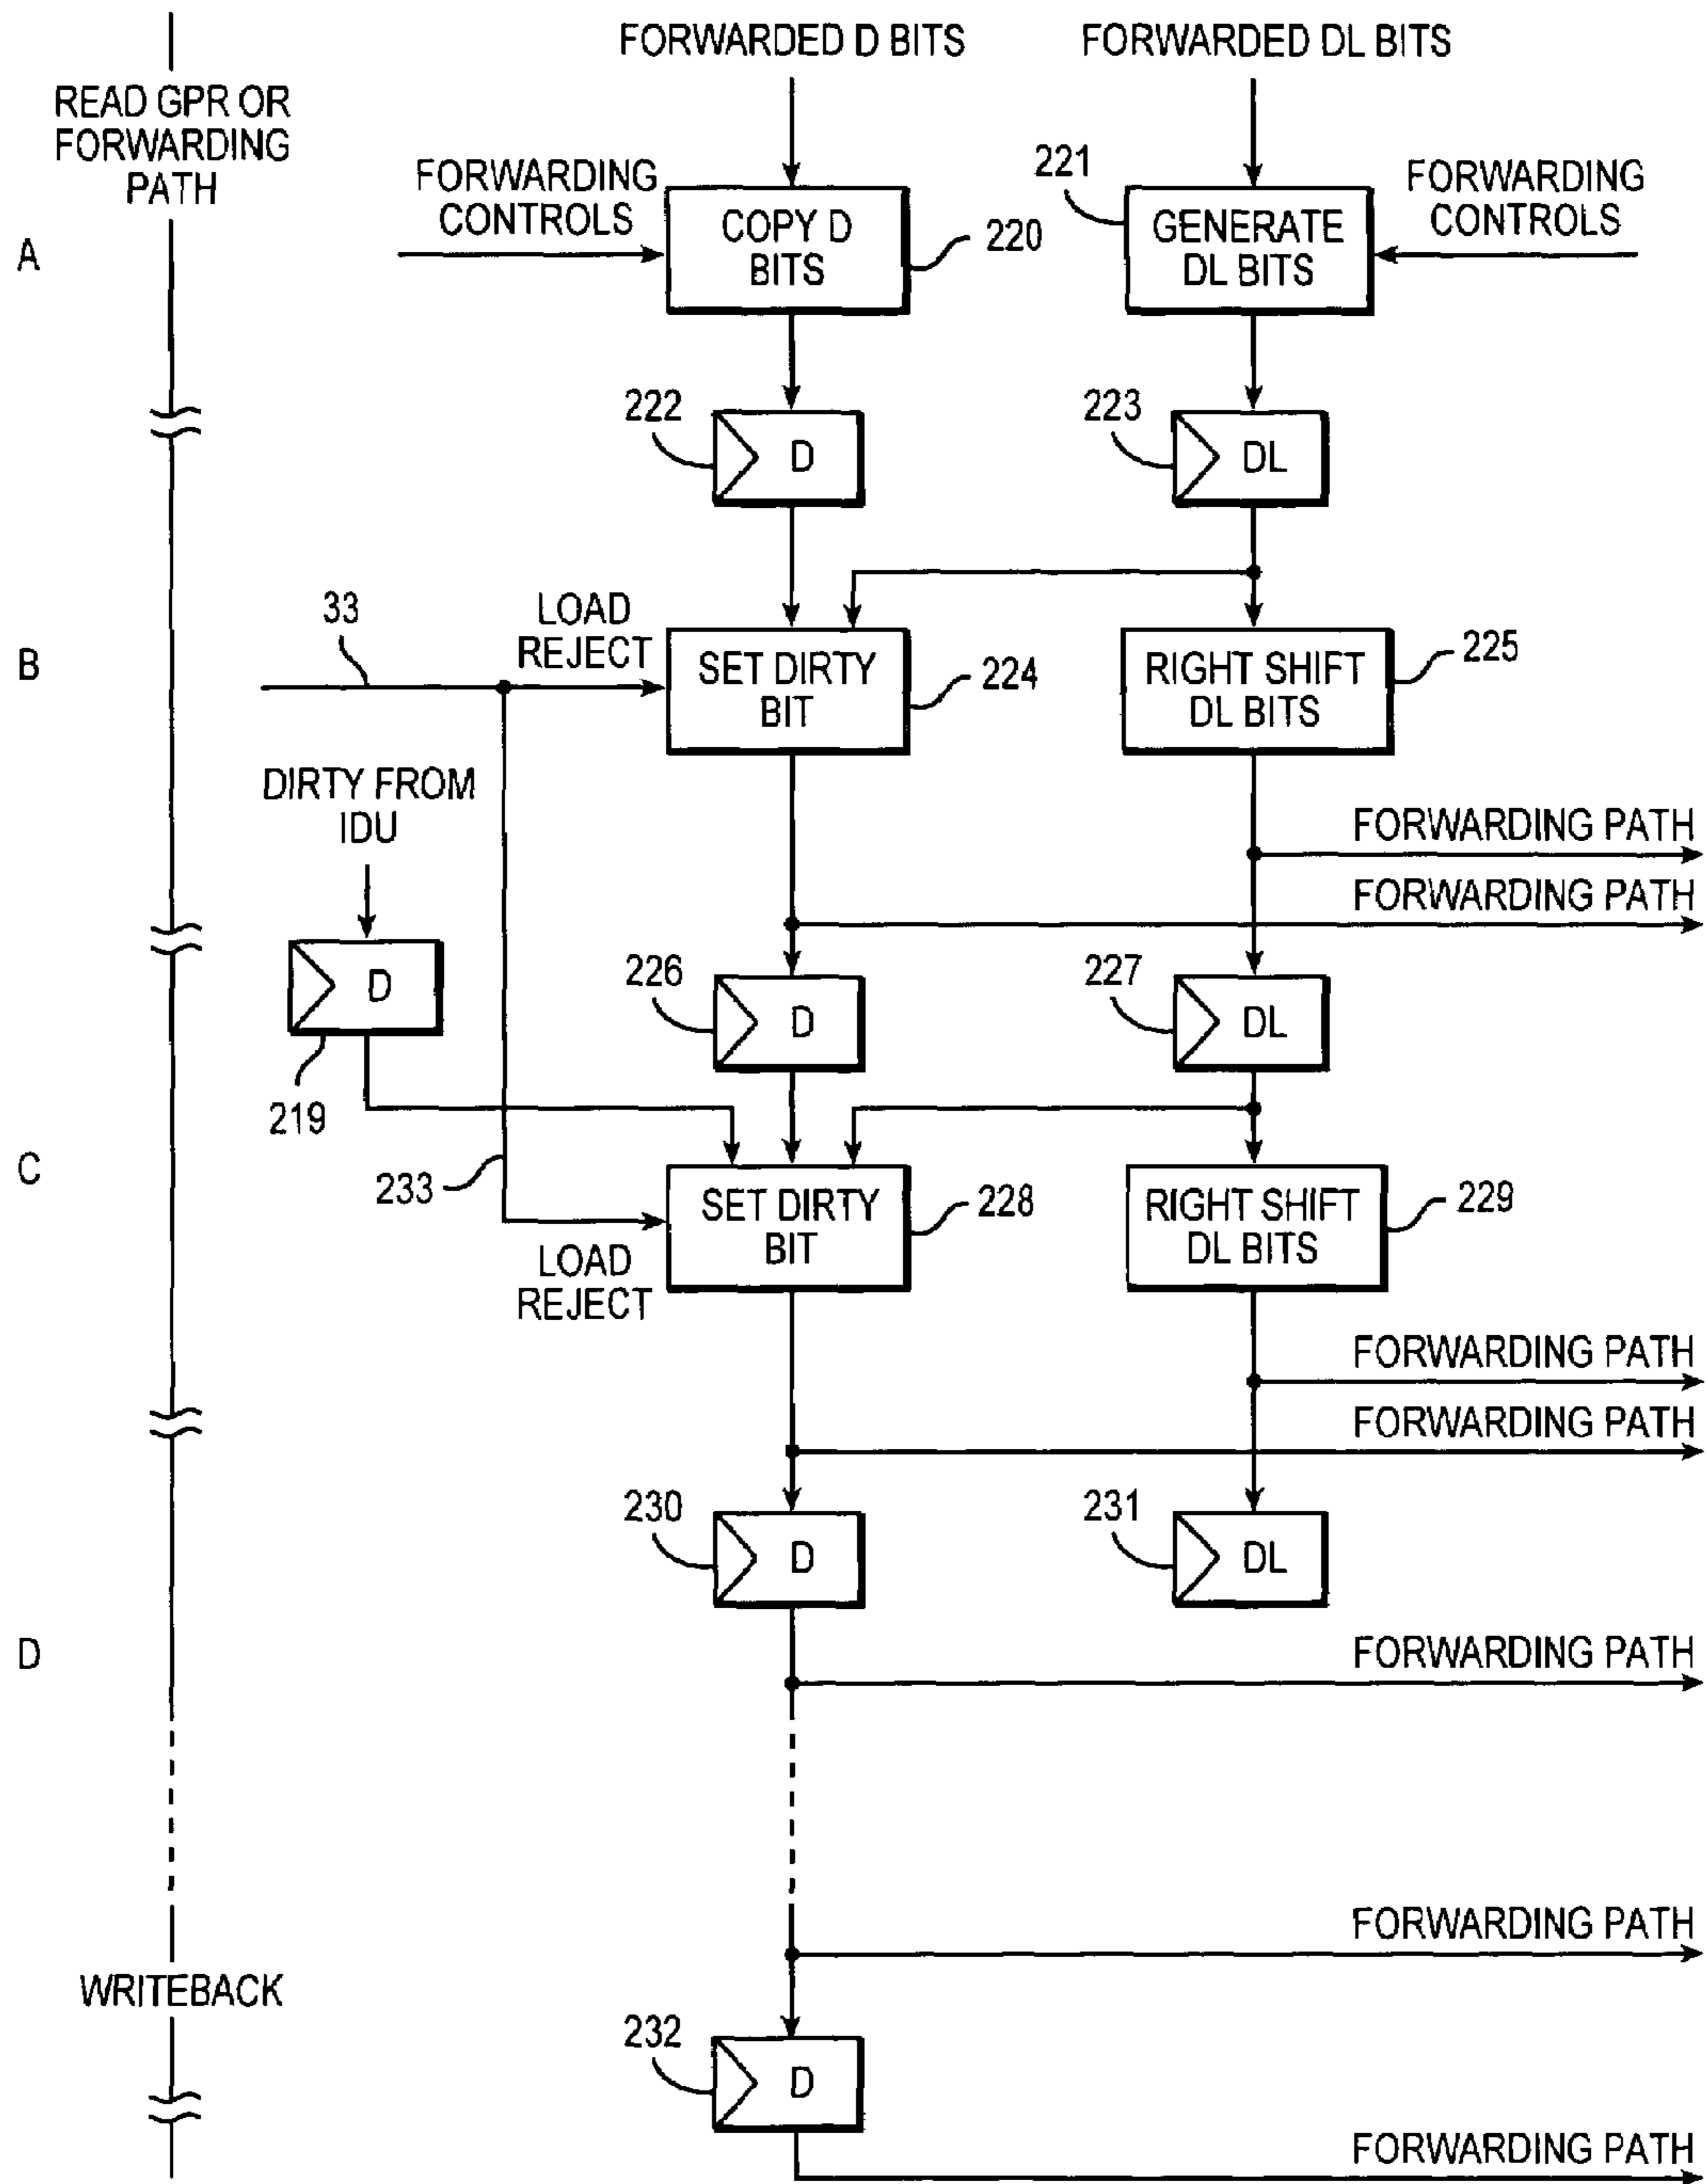 FORWARDED D BITS
FORWARDED DL BITS
READ GPR OR
FORWARDING
PATH
FORWARDING
CONTROLS
221
FORWARDING
CONTROLS
A
COPY D
BITS
220
GENERATE
DL BITS
222
D
223
DL
33
LOAD
REJECT
B
SET DIRTY
BIT
224
RIGHT SHIFT
DL BITS
225
DIRTY FROM
IDU
FORWARDING PATH
FORWARDING PATH
D
219
226
D
227
DL
C
233
SET DIRTY
BIT
228
RIGHT SHIFT
DL BITS
229
LOAD
REJECT
FORWARDING PATH
FORWARDING PATH
230
D
231
DL
D
FORWARDING PATH
FORWARDING PATH
WRITEBACK
232
D
FORWARDING PATH